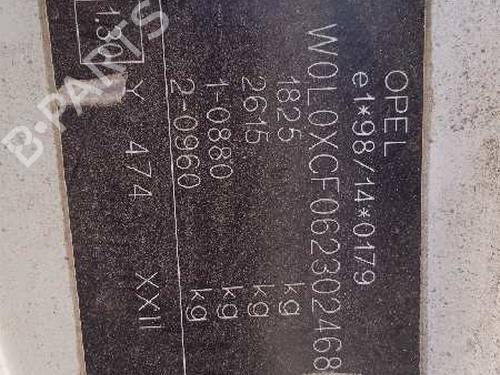 OPEL
e1*98/14*0179
W0L0XCF062302468
1825 kg
2615 kg
1-0880 kg
2-0960 kg
1.30
Y 474 XXII
B-PARTS